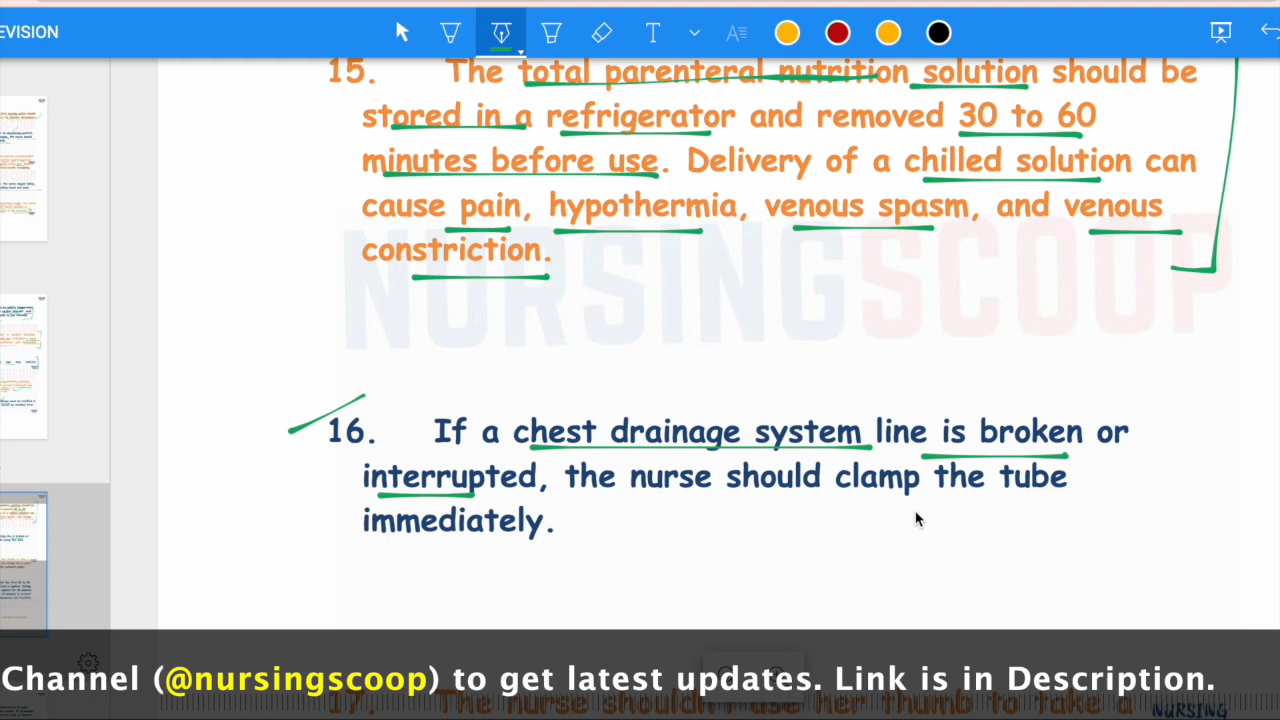 EVISION
T
A
15. The total parenteral nutrition solution should be
stored in a refrigerator and removed 30 to 60
minutes before use. Delivery of a chilled solution can
cause pain, hypothermia, venous spasm, and venous
constriction.
NURSINGSCOOP
16. If a chest drainage system line is broken or
interrupted, the nurse should clamp the tube
immediately.
Channel (@nursingscoop) to get latest updates. Link is in Description.
17. The nurse shouldn't use her thumb to take a
NURSING